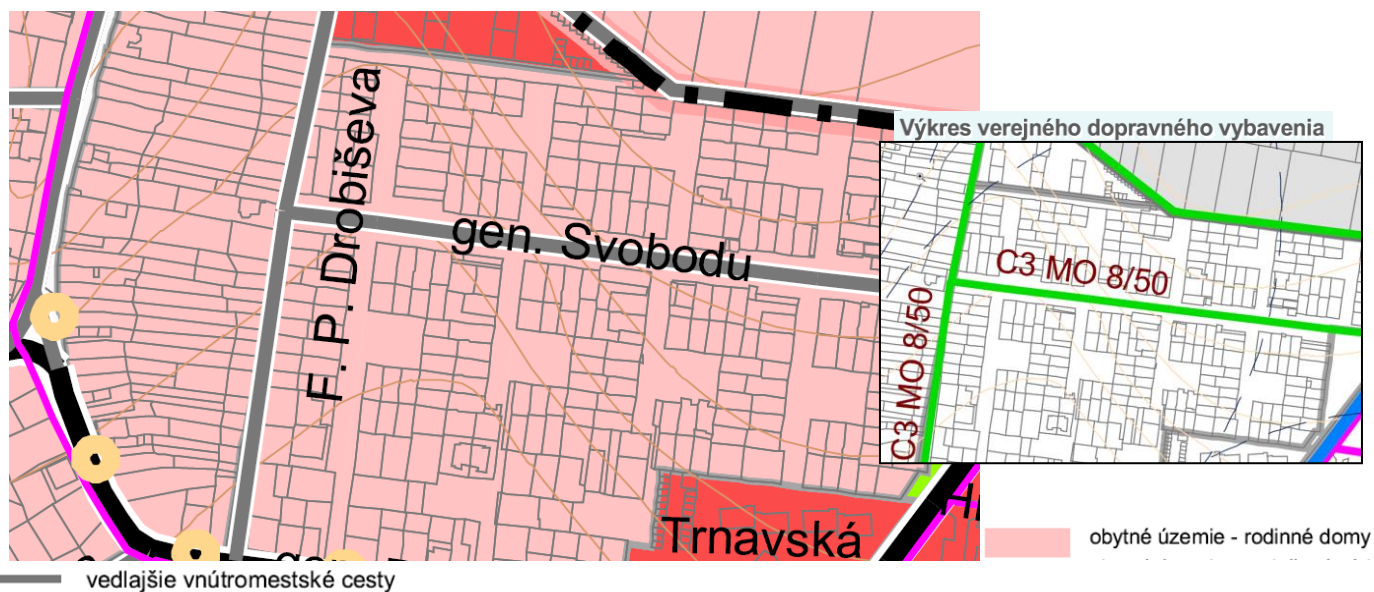 F. P. Drobiševa
gen. Svobodu
Trnavská
Výkres verejného dopravného vybavenia
C3 MO 8/50
C3 MO 8/50
obytné územie - rodinné domy
vedlajšie vnútromestské cesty